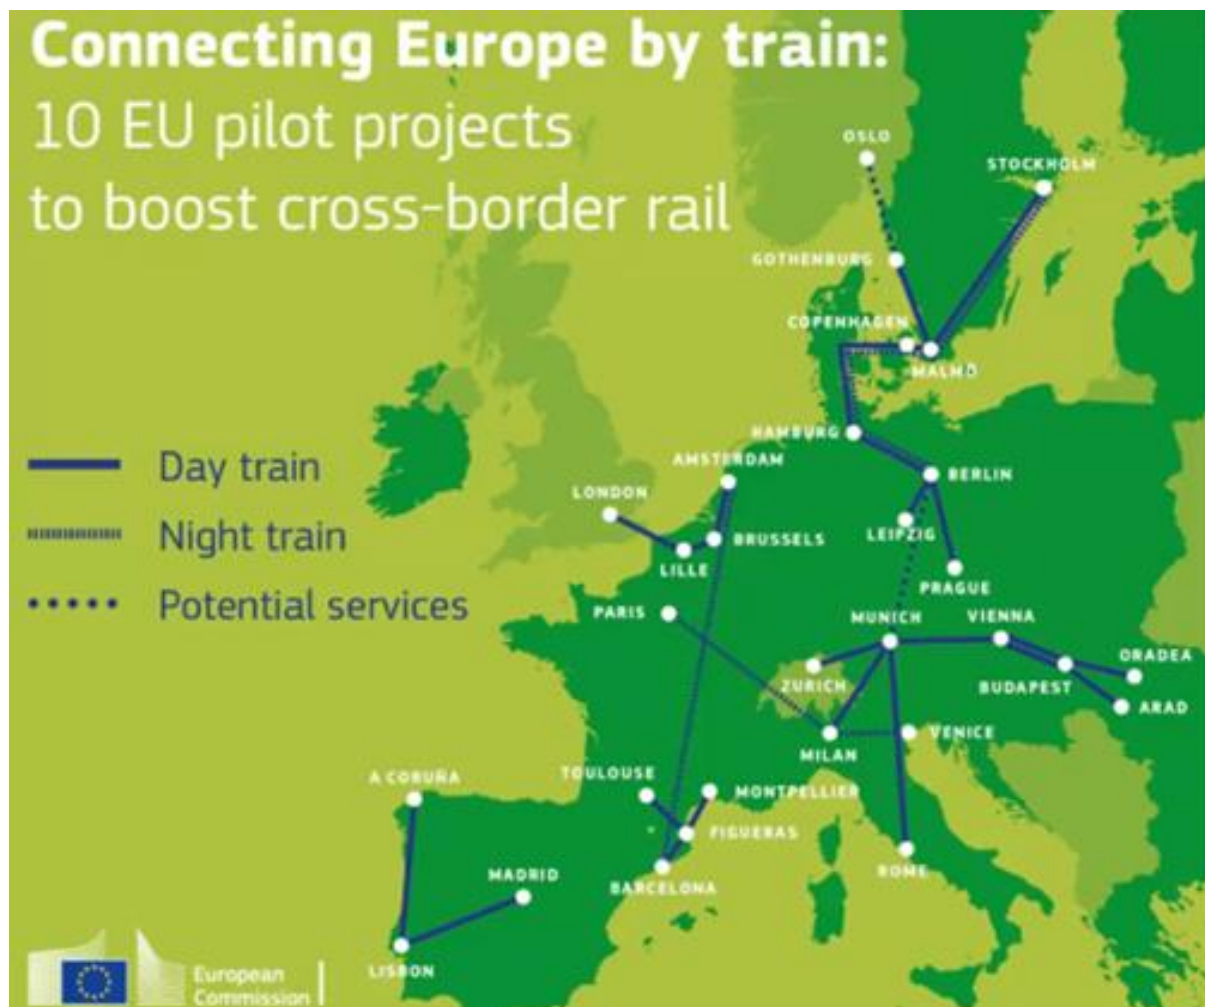 Connecting Europe by train:
10 EU pilot projects
to boost cross-border rail
OSLO
STOCKHOLM
GOTHENBURG
COPENHAGEN
MALMÖ
HAMBURG
AMSTERDAM
BERLIN
Day train
LONDON
Night train
LEIPZIG
BRUSSELS
LILLE
PRAGUE
Potential services
PARIS
MUNICH
VIENNA
ORADEA
ZURICH
BUDAPEST
ARAD
VENICE
MILAN
A CORUÑA
TOULOUSE
MONTPELLIER
FIGUERAS
ROME
MADRID
BARCELONA
LISBON
European
Commission